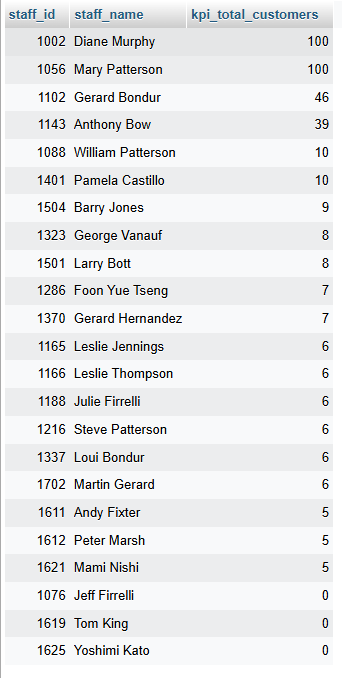 staff_id staff_name kpi_total_customers
1002 Diane Murphy 100
1056 Mary Patterson 100
1102 Gerard Bondur 46
1143 Anthony Bow 39
1088 William Patterson 10
1401 Pamela Castillo 10
1504 Barry Jones 9
1323 George Vanauf 8
1501 Larry Bott 8
1286 Foon Yue Tseng 7
1370 Gerard Hernandez 7
1165 Leslie Jennings 6
1166 Leslie Thompson 6
1188 Julie Firrelli 6
1216 Steve Patterson 6
1337 Loui Bondur 6
1702 Martin Gerard 6
1611 Andy Fixter 5
1612 Peter Marsh 5
1621 Mami Nishi 5
1076 Jeff Firrelli 0
1619 Tom King 0
1625 Yoshimi Kato 0